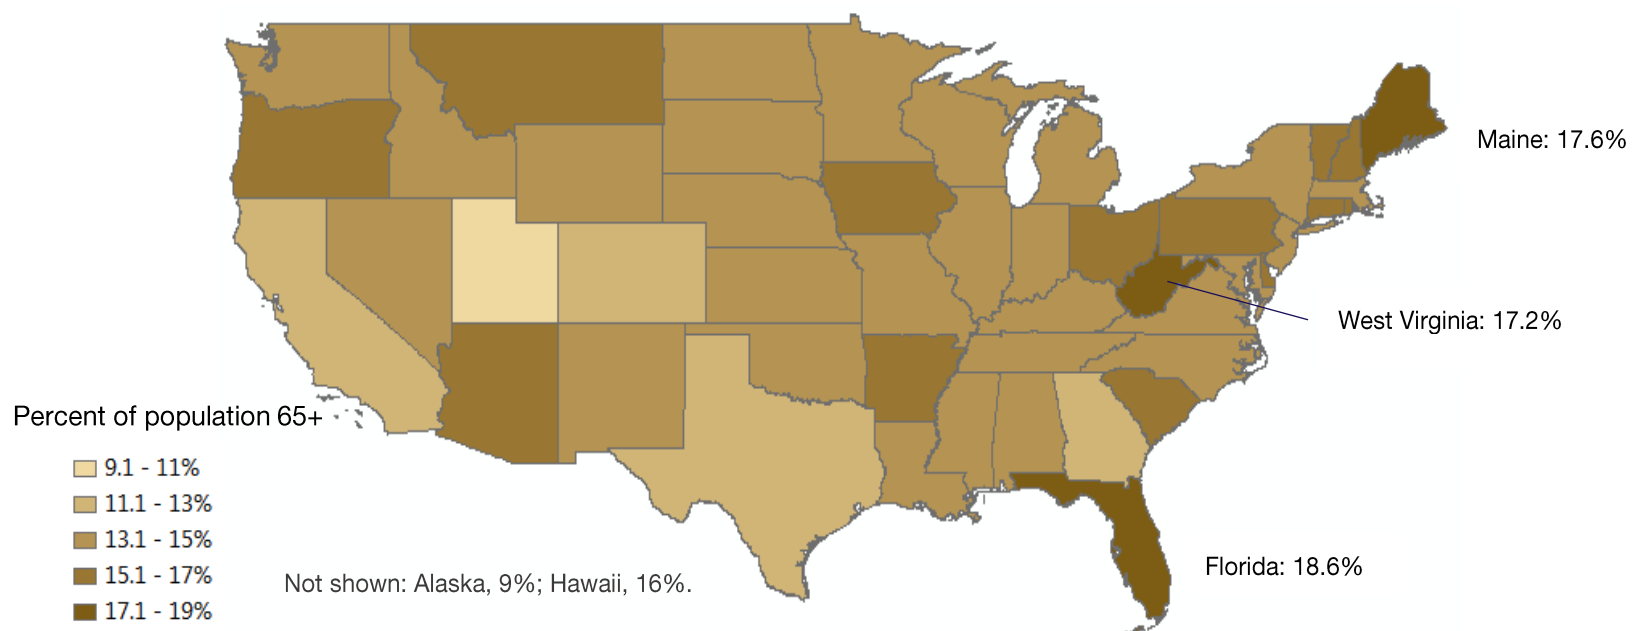 Maine: 17.6%
West Virginia: 17.2%
Percent of population 65+
9.1 - 11%
11.1 - 13%
13.1 - 15%
15.1 - 17%
17.1 - 19%
Florida: 18.6%
Not shown: Alaska, 9%; Hawaii, 16%.